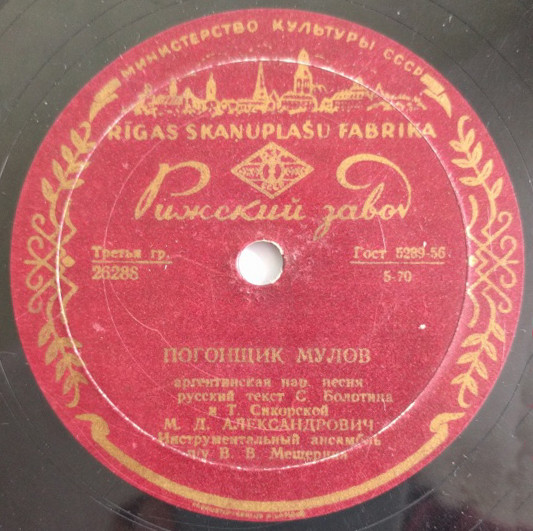 МИНИСТЕРСТВО КУЛЬТУРЫ СССР
RĪGAS SKAŅUPLAŠU FABRIKA
Рижский завод
Третья гр.
26288
Гост 5289-56
5-70
ПОГОНЩИК МУЛОВ
аргентинская нар. песня
русский текст С. Болотина
и Т. Сикорской
М. Д. АЛЕКСАНДРОВИЧ
Инструментальный ансамбль
п/у В. В. Мещерина